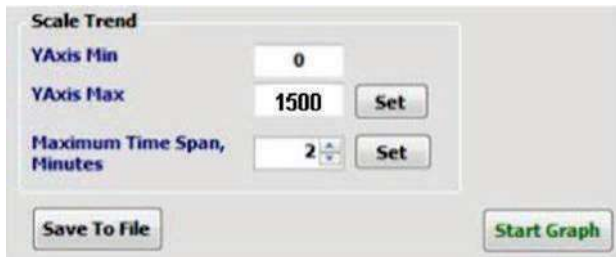 Scale Trend
YAxis Min 0
YAxis Max 1500 Set
Maximum Time Span, 2 Set
Minutes
Save To File Start Graph